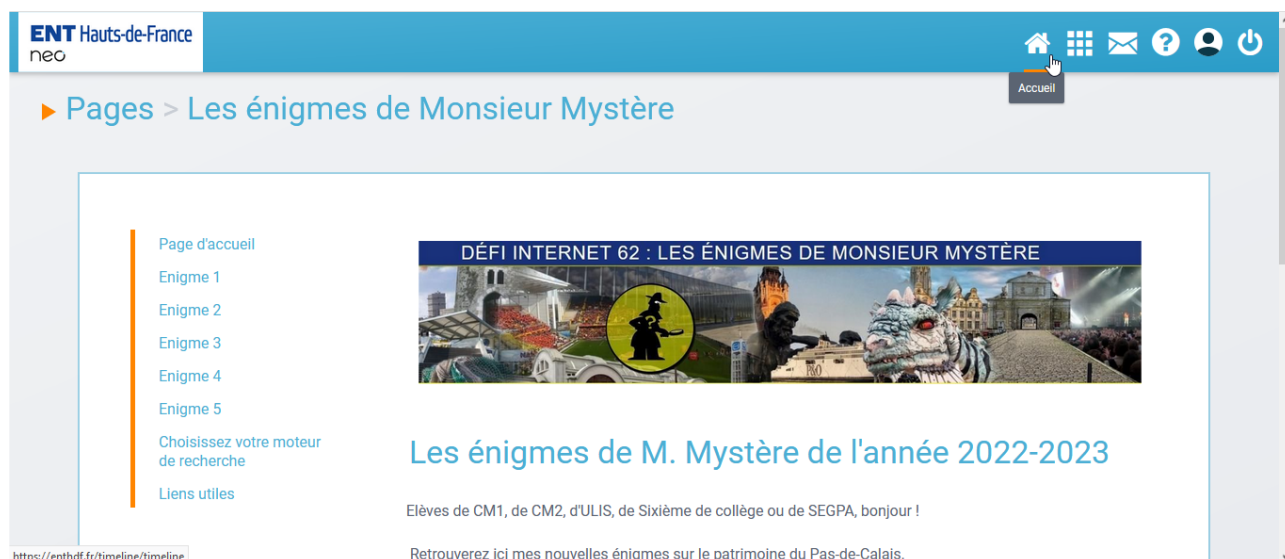 ENT Hauts-de-France
neo
Accueil
Pages > Les énigmes de Monsieur Mystère
Page d'accueil
Enigme 1
Enigme 2
Enigme 3
Enigme 4
Enigme 5
Choisissez votre moteur
de recherche
Liens utiles
DÉFI INTERNET 62 : LES ÉNIGMES DE MONSIEUR MYSTÈRE
P&O
Les énigmes de M. Mystère de l'année 2022-2023
Elèves de CM1, de CM2, d'ULIS, de Sixième de collège ou de SEGPA, bonjour !
Retrouverez ici mes nouvelles énigmes sur le patrimoine du Pas-de-Calais.
https://enthdf.fr/timeline/timeline